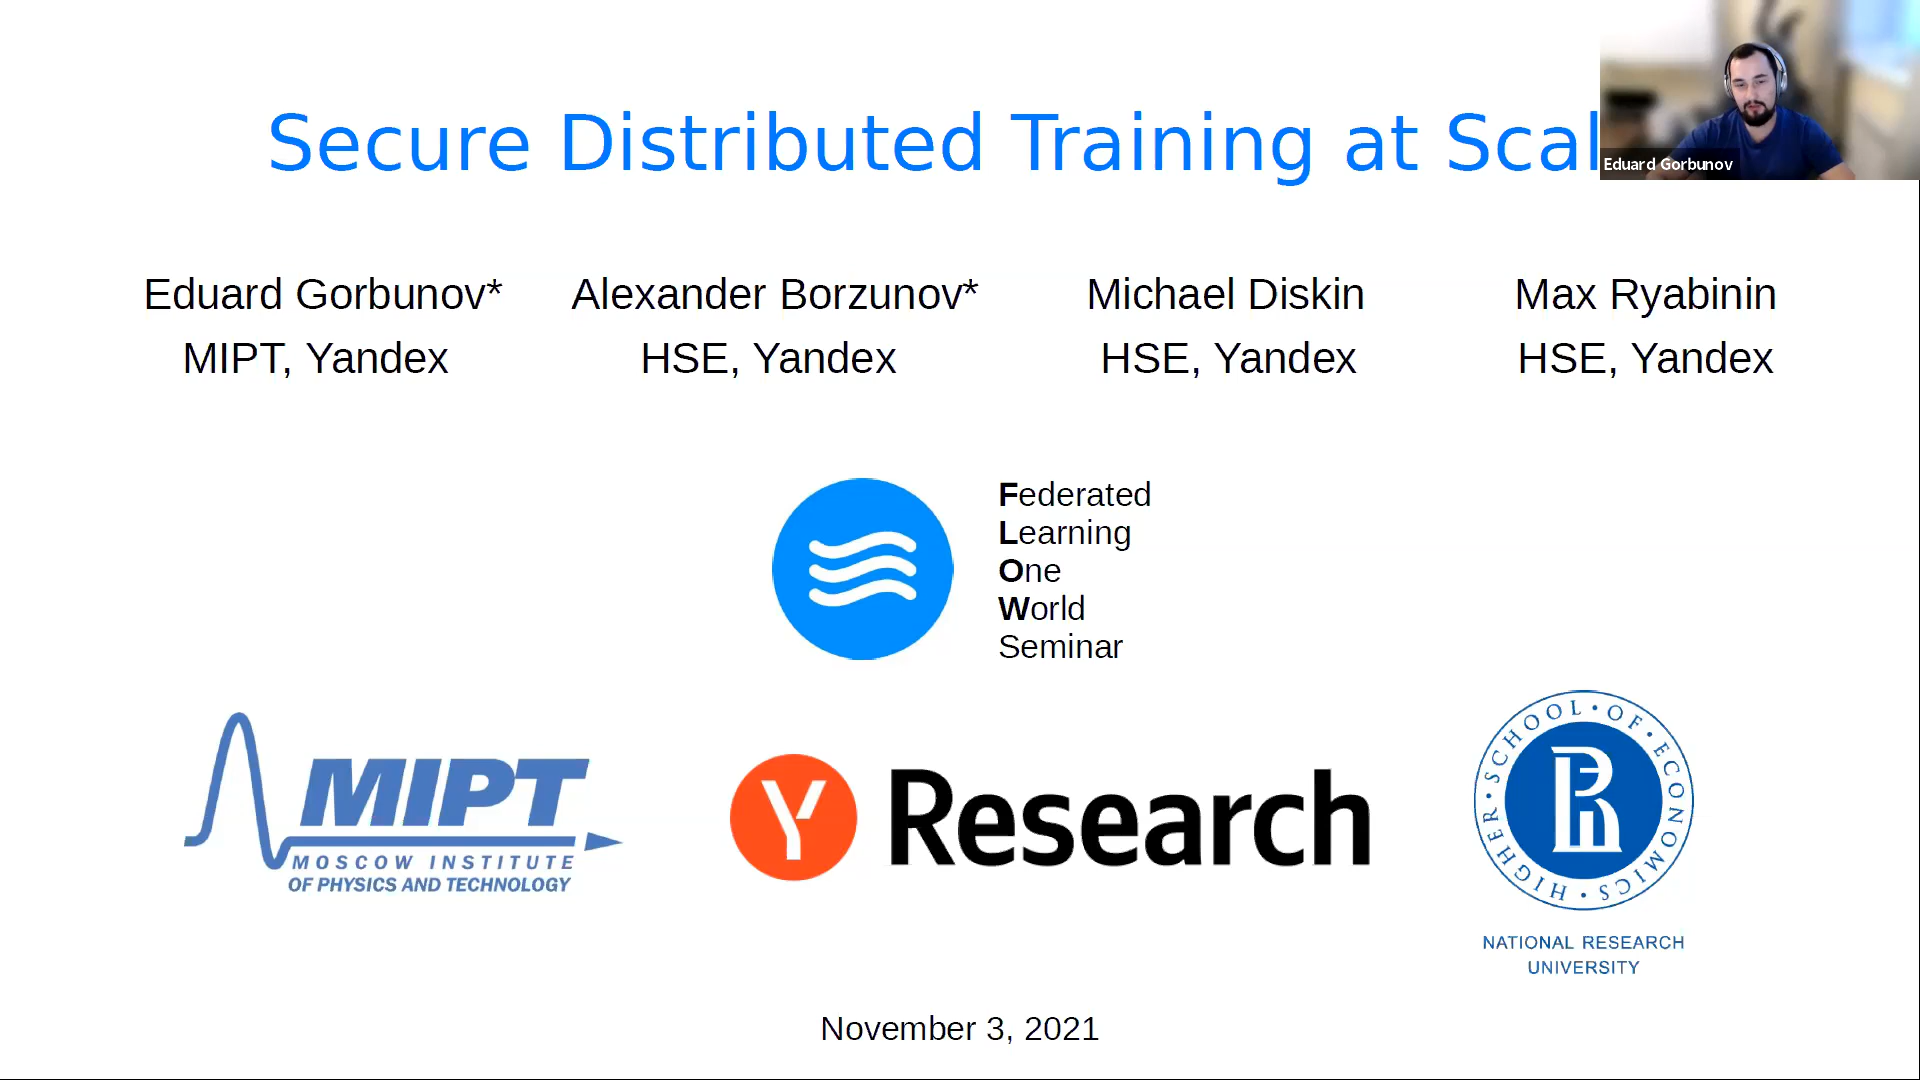 Secure Distributed Training at Scal
Eduard Gorbunov
Eduard Gorbunov* Alexander Borzunov* Michael Diskin Max Ryabinin
MIPT, Yandex HSE, Yandex HSE, Yandex HSE, Yandex
Federated
Learning
One
World
Seminar
MIPT
MOSCOW INSTITUTE
OF PHYSICS AND TECHNOLOGY
Y Research
HIGHER • SCHOOL • OF • ECONOMICS •
NATIONAL RESEARCH
UNIVERSITY
November 3, 2021